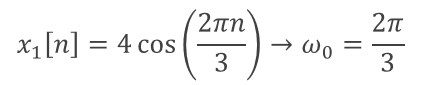 x₁[n] = 4 cos(2πn/3) → ω₀ = 2π/3